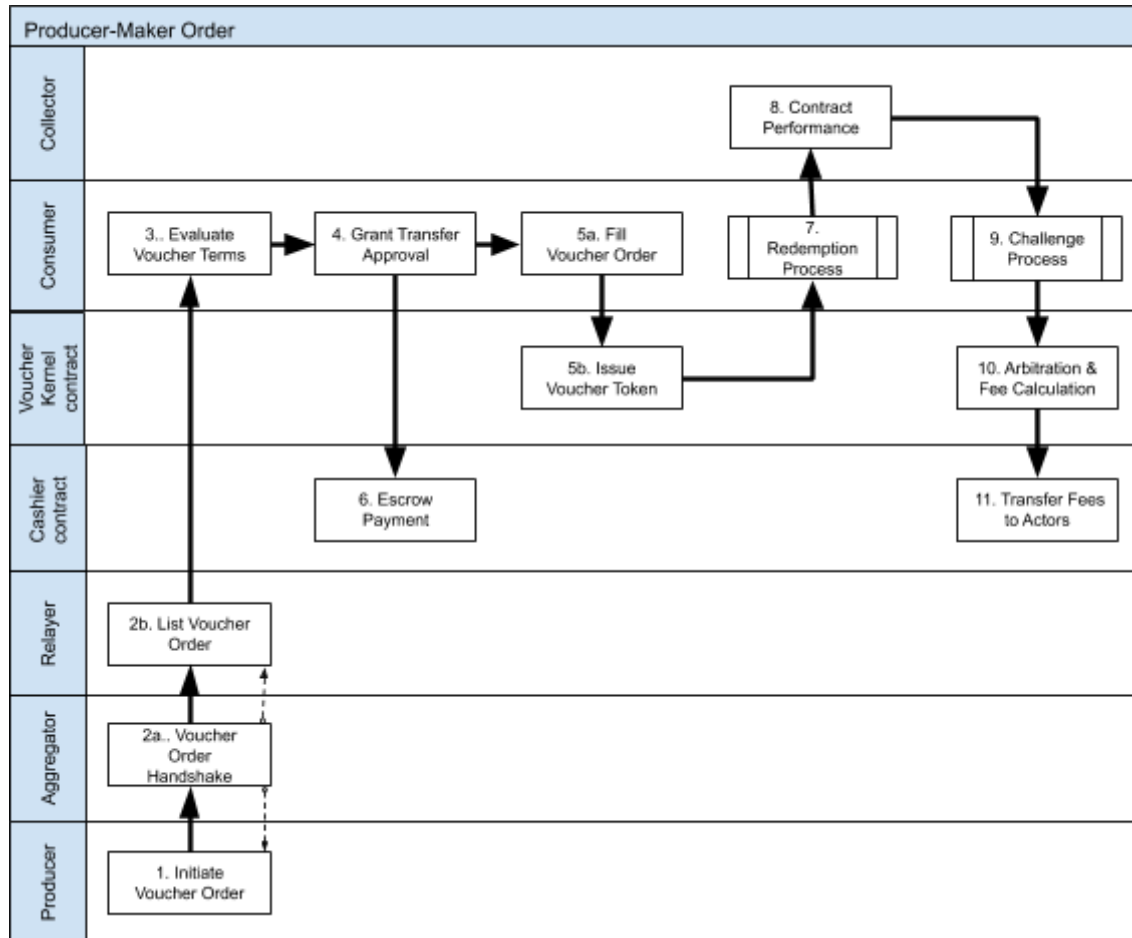 Producer-Maker Order
Collector
8. Contract
Performance
Consumer
3.. Evaluate
Voucher Terms
4. Grant Transfer
Approval
5a. Fill
Voucher Order
7.
Redemption
Process
9. Challenge
Process
Voucher
Kernel
contract
5b. Issue
Voucher Token
10. Arbitration &
Fee Calculation
Cashier
contract
6. Escrow
Payment
11. Transfer Fees
to Actors
Relayer
2b. List Voucher
Order
Aggregator
2a.. Voucher
Order
Handshake
Producer
1. Initiate
Voucher Order